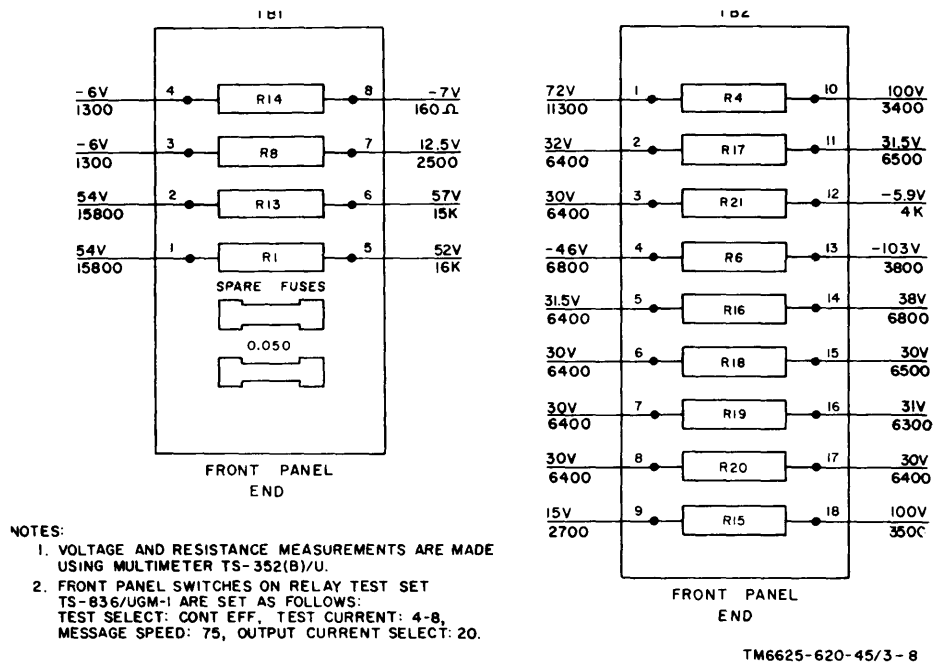 TB1
-6V 4 R14 8 -7V
1300 160Ω
-6V 3 R8 7 12.5V
1300 2500
54V 2 R13 6 57V
15800 15K
54V 1 R1 5 52V
15800 16K
SPARE FUSES
0.050
FRONT PANEL
END
TB2
72V 1 R4 10 100V
11300 3400
32V 2 R17 11 31.5V
6400 6500
30V 3 R21 12 -5.9V
6400 4K
-46V 4 R6 13 -103V
6800 3800
31.5V 5 R16 14 38V
6400 6800
30V 6 R18 15 30V
6400 6500
30V 7 R19 16 31V
6400 6300
30V 8 R20 17 30V
6400 6400
15V 9 R15 18 100V
2700 3500
FRONT PANEL
END
NOTES:
1. VOLTAGE AND RESISTANCE MEASUREMENTS ARE MADE
USING MULTIMETER TS-352(B)/U.
2. FRONT PANEL SWITCHES ON RELAY TEST SET
TS-836/UGM-1 ARE SET AS FOLLOWS:
TEST SELECT: CONT EFF, TEST CURRENT: 4-8,
MESSAGE SPEED: 75, OUTPUT CURRENT SELECT: 20.
TM6625-620-45/3-8